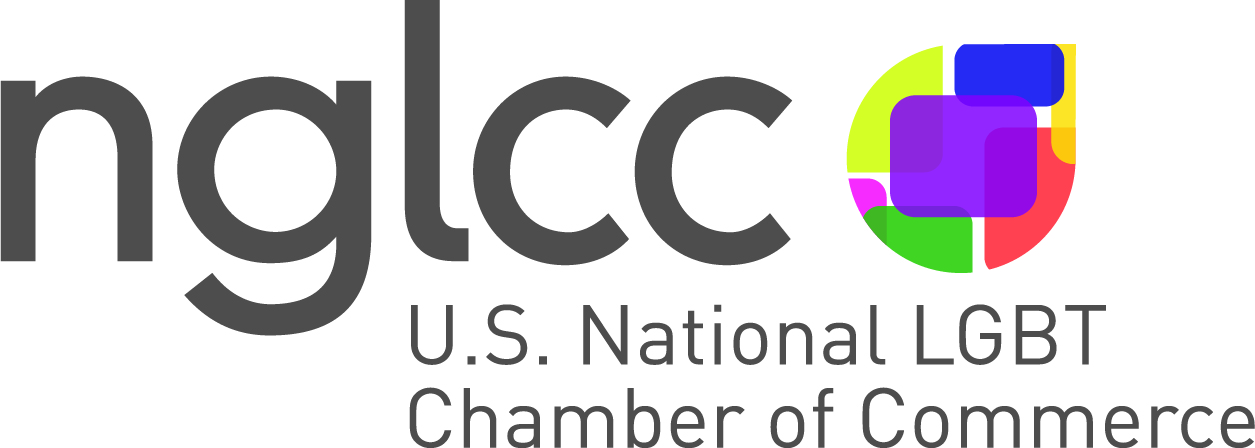 nglcc
U.S. National LGBT
Chamber of Commerce